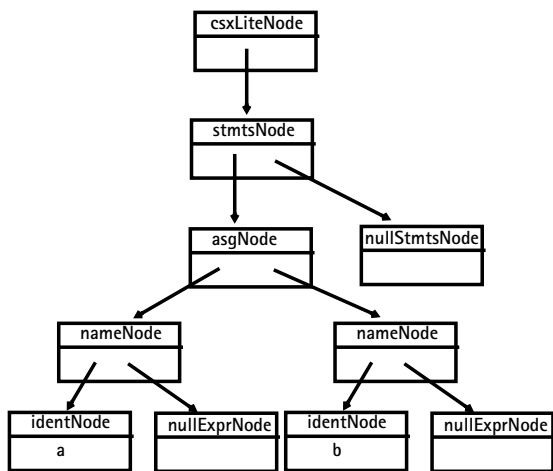 csxLiteNode
stmtsNode
asgNode
nullStmtsNode
nameNode
nameNode
identNode
a
nullExprNode
identNode
b
nullExprNode